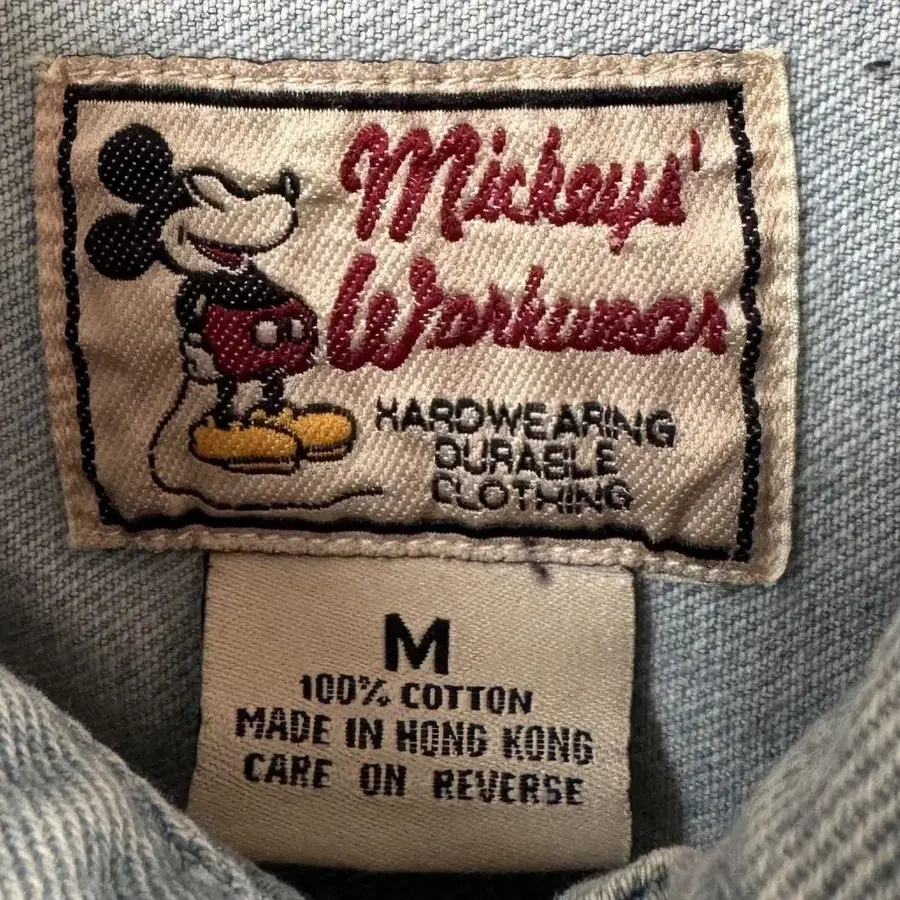 Mickeys'
Workwear
HARDWEARING
DURABLE
CLOTHING
M
100% COTTON
MADE IN HONG KONG
CARE ON REVERSE